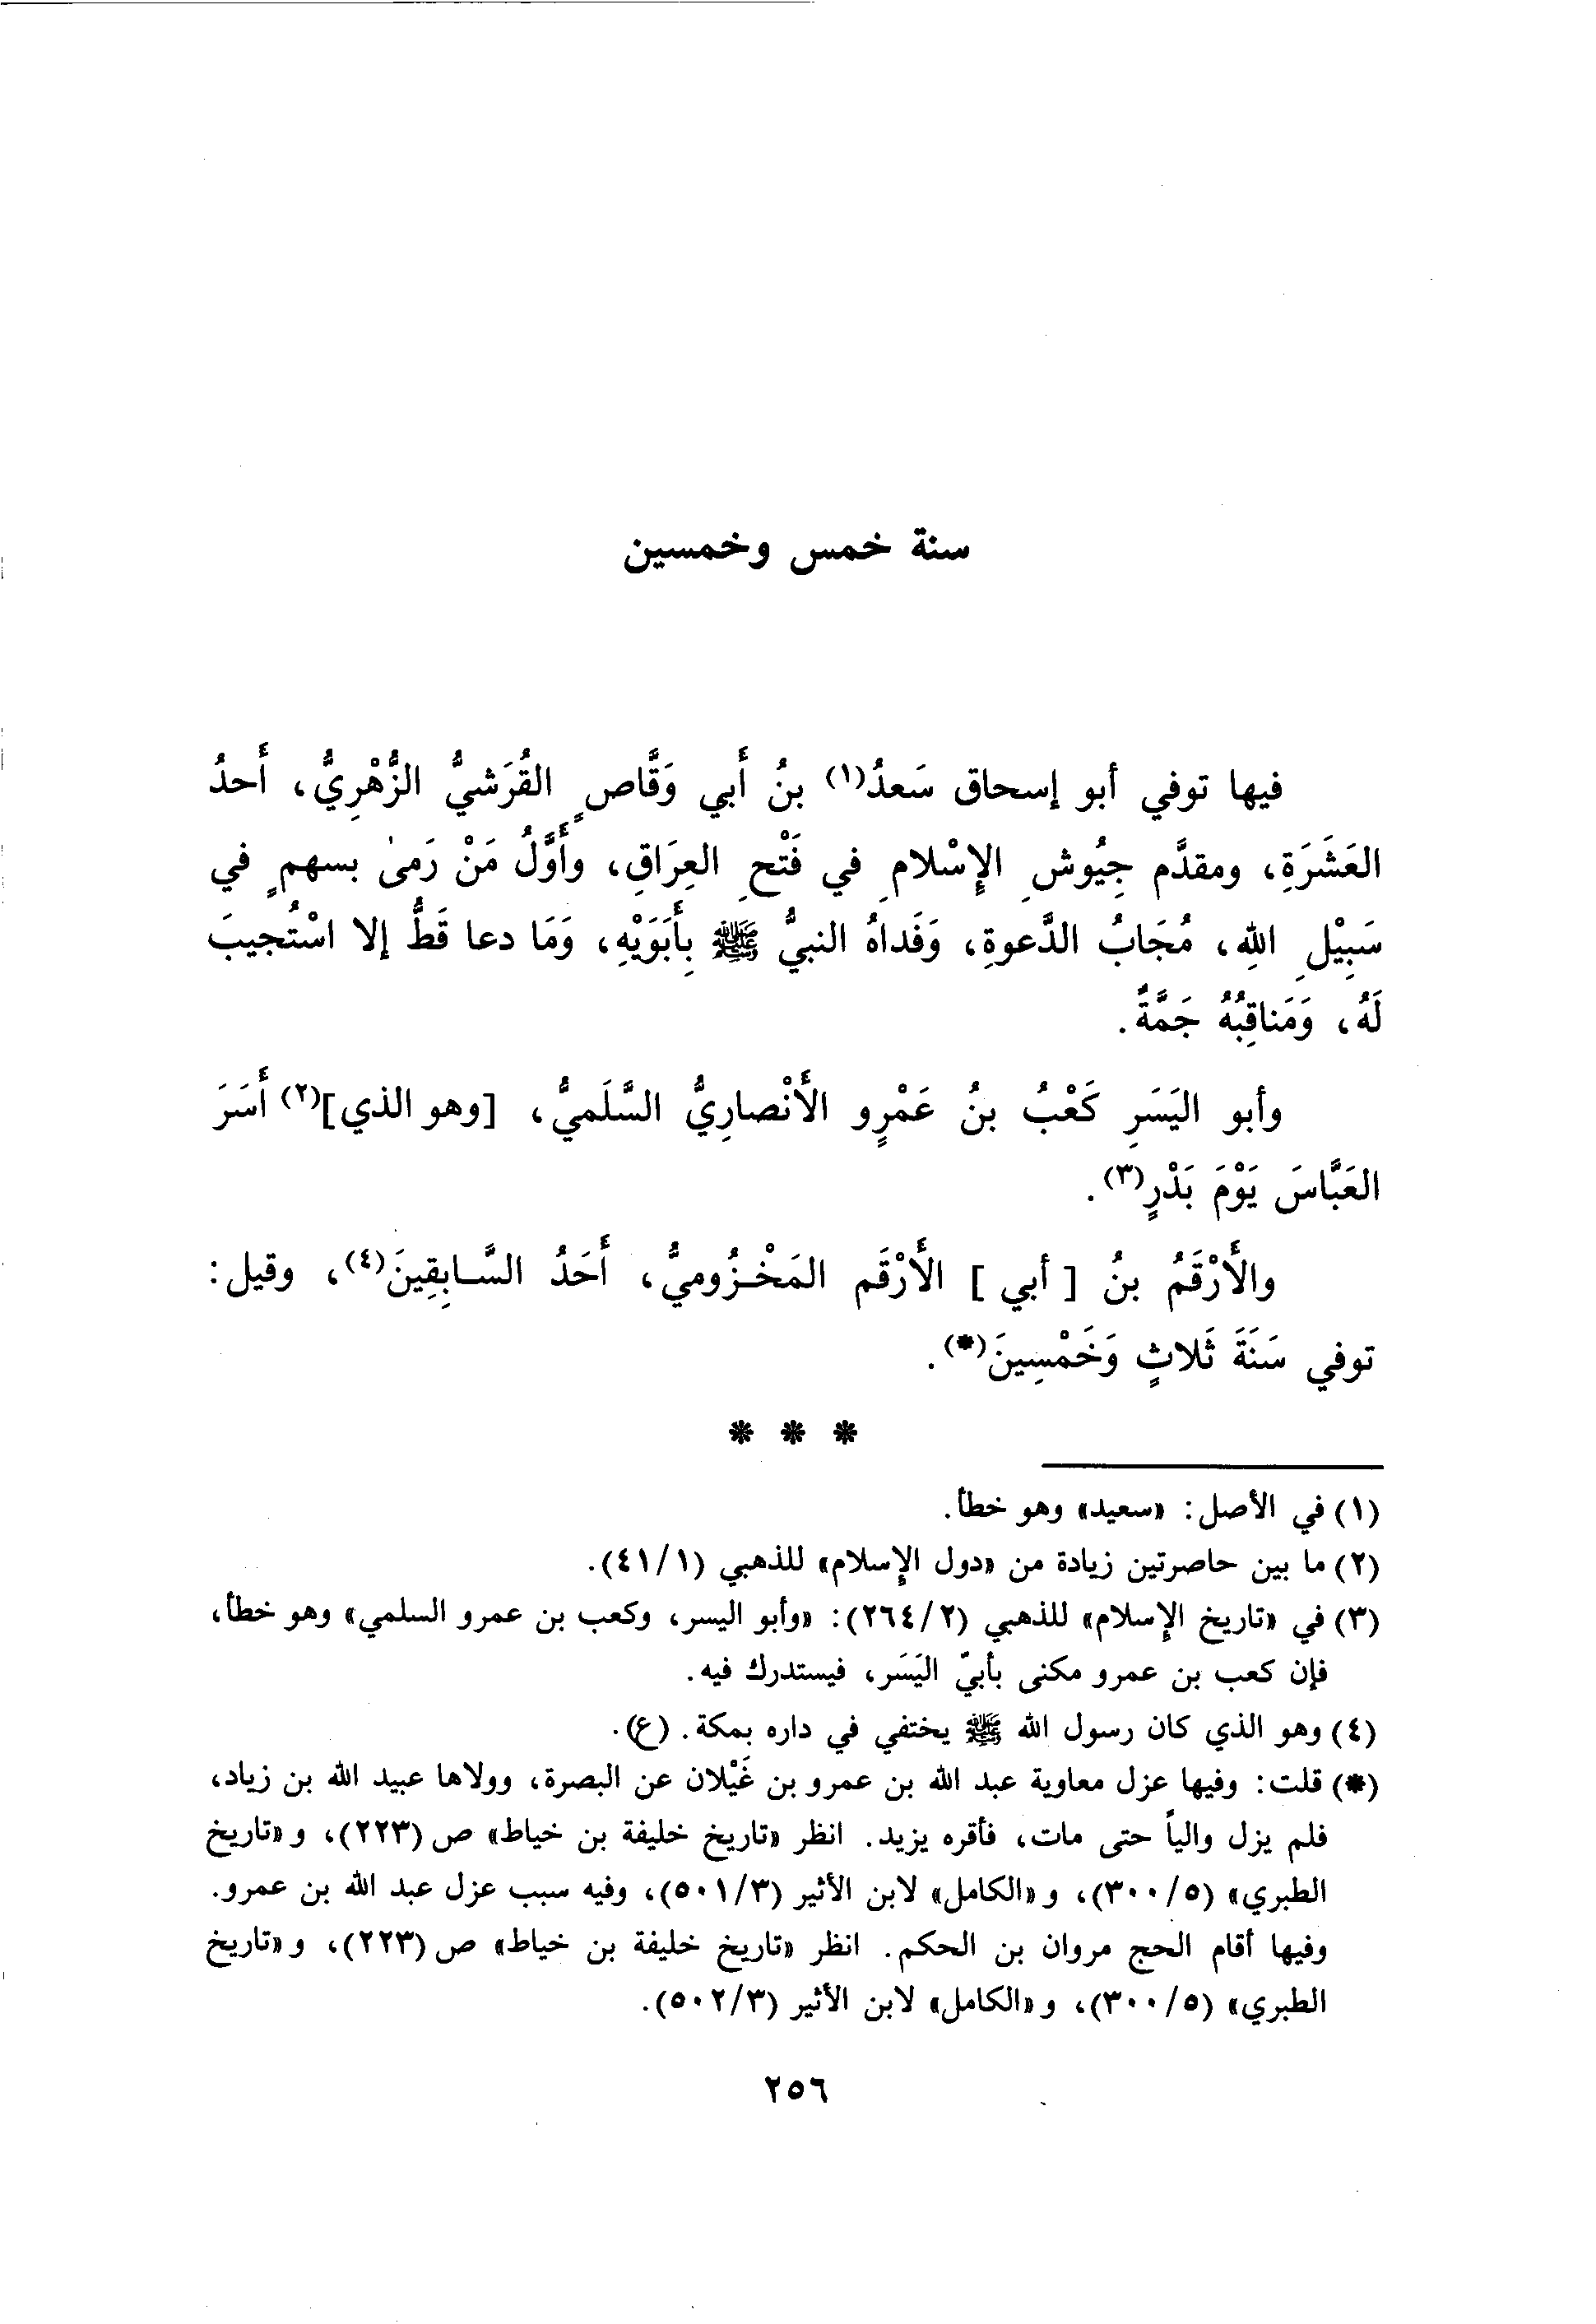 سنة خمس وخمسين
فيها توفي أبو إسحاق سَعدُ(١) بنُ أَبي وَقَّاصٍ القُرَشيُّ الزُّهْرِيُّ، أَحدُ
العَشَرَةِ، ومقدَّم جِيُوشِ الإِسْلامِ في فَتْحِ العِرَاقِ، وأَوَّلُ مَنْ رَمىٰ بسهمٍ في
سَبِيْلِ اللهِ، مُجَابُ الدَّعوةِ، وَفَداهُ النبيُّ ﷺ بِأَبَوَيْهِ، وَمَا دعا قَطُّ إلا اسْتُجيبَ
لَهُ، وَمَناقِبُهُ جَمَّةٌ.
وأبو اليَسَرِ كَعْبُ بنُ عَمْرٍو الأَنْصارِيُّ السَّلَميُّ، [وهو الذي](٢) أَسَرَ
العَبَّاسَ يَوْمَ بَدْرٍ(٣).
والأَرْقَمُ بنُ [ أبي ] الأَرْقَم المَخْزُوميُّ، أَحَدُ السَّابِقِينَ(٤)، وقيل:
توفي سَنَةَ ثَلاثٍ وَخَمْسِينَ(*).
* * *
(١) في الأصل: «سعيد» وهو خطأ.
(٢) ما بين حاصرتين زيادة من «دول الإسلام» للذهبي (٤١/١).
(٣) في «تاريخ الإسلام» للذهبي (٢٦٤/٢): «وأبو اليسر، وكعب بن عمرو السلمي» وهو خطأ،
فإن كعب بن عمرو مكنى بأبيّ اليَسَر، فيستدرك فيه.
(٤) وهو الذي كان رسول الله ﷺ يختفي في داره بمكة. (ع).
(*) قلت: وفيها عزل معاوية عبد الله بن عمرو بن غَيْلان عن البصرة، وولاها عبيد الله بن زياد،
فلم يزل والياً حتى مات، فأقره يزيد. انظر «تاريخ خليفة بن خياط» ص (٢٢٣)، و «تاريخ
الطبري» (٣٠٠/٥)، و «الكامل» لابن الأثير (٥٠١/٣)، وفيه سبب عزل عبد الله بن عمرو.
وفيها أقام الحج مروان بن الحكم. انظر «تاريخ خليفة بن خياط» ص (٢٢٣)، و «تاريخ
الطبري» (٣٠٠/٥)، و «الكامل» لابن الأثير (٥٠٢/٣).
٢٥٦